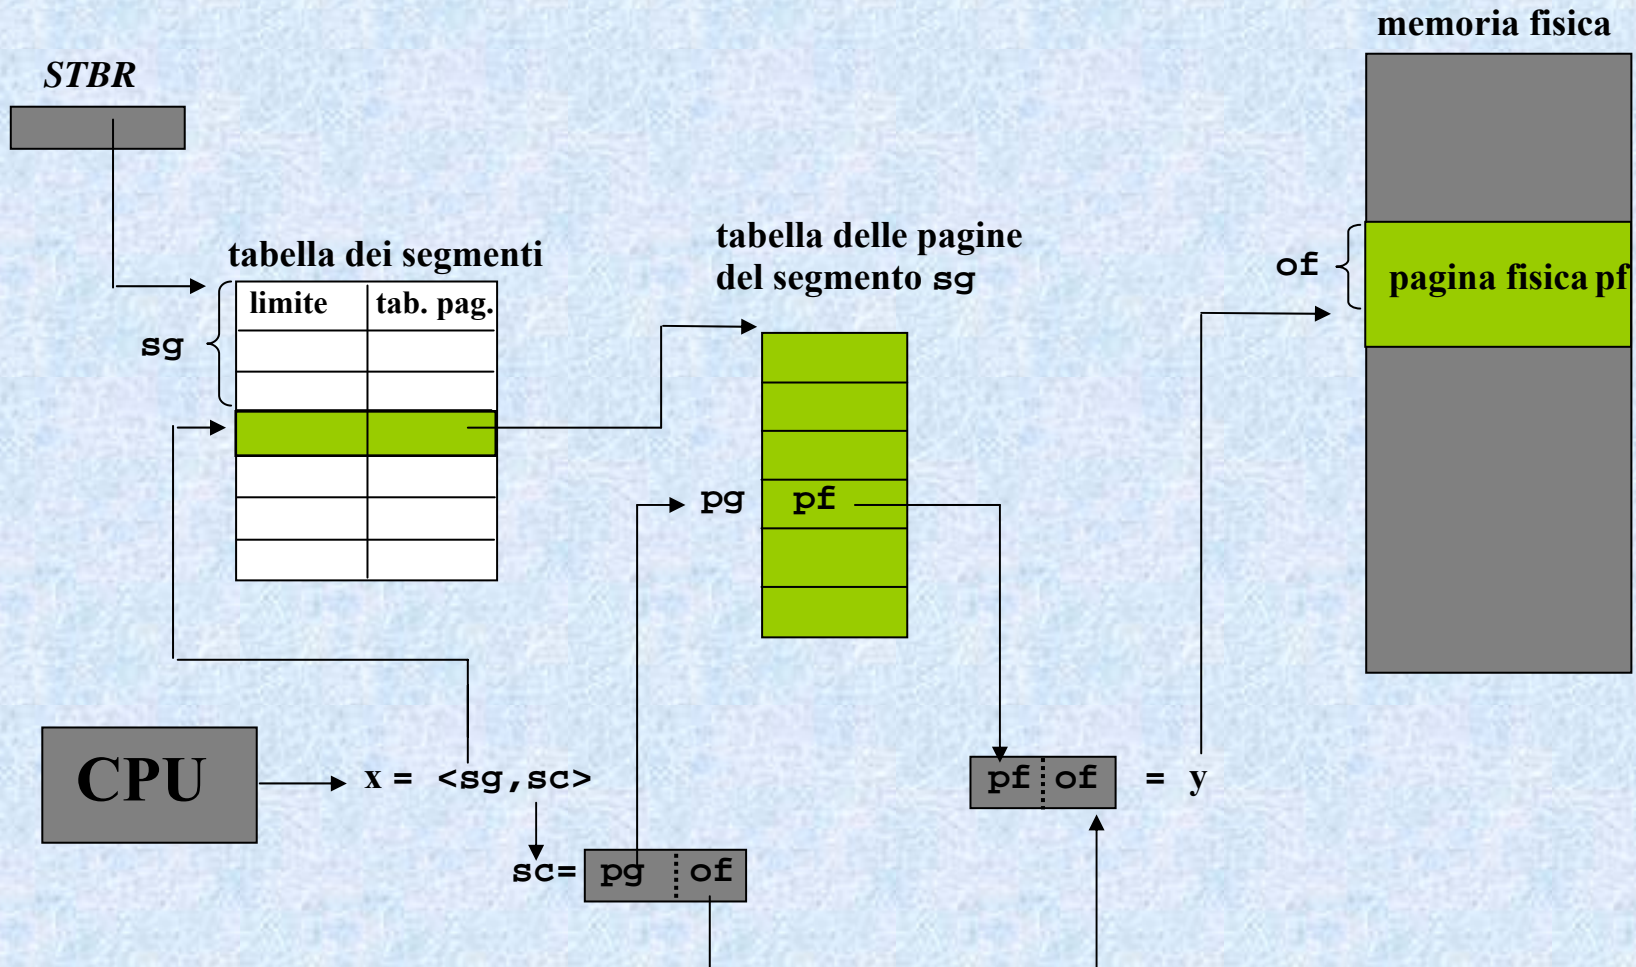 memoria fisica
STBR
tabella dei segmenti
limite tab. pag.
sg
tabella delle pagine
del segmento sg
of
pagina fisica pf
pg pf
CPU
x = <sg,sc>
pf of = y
sc= pg of